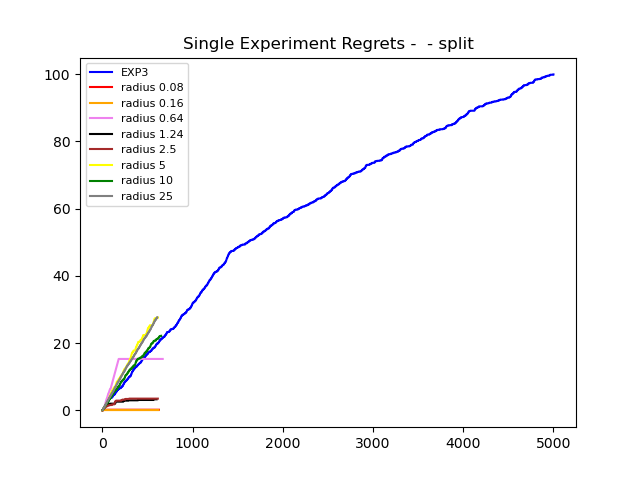 Single Experiment Regrets -  - split
EXP3
radius 0.08
radius 0.16
radius 0.64
radius 1.24
radius 2.5
radius 5
radius 10
radius 25
100
80
60
40
20
0
0 1000 2000 3000 4000 5000